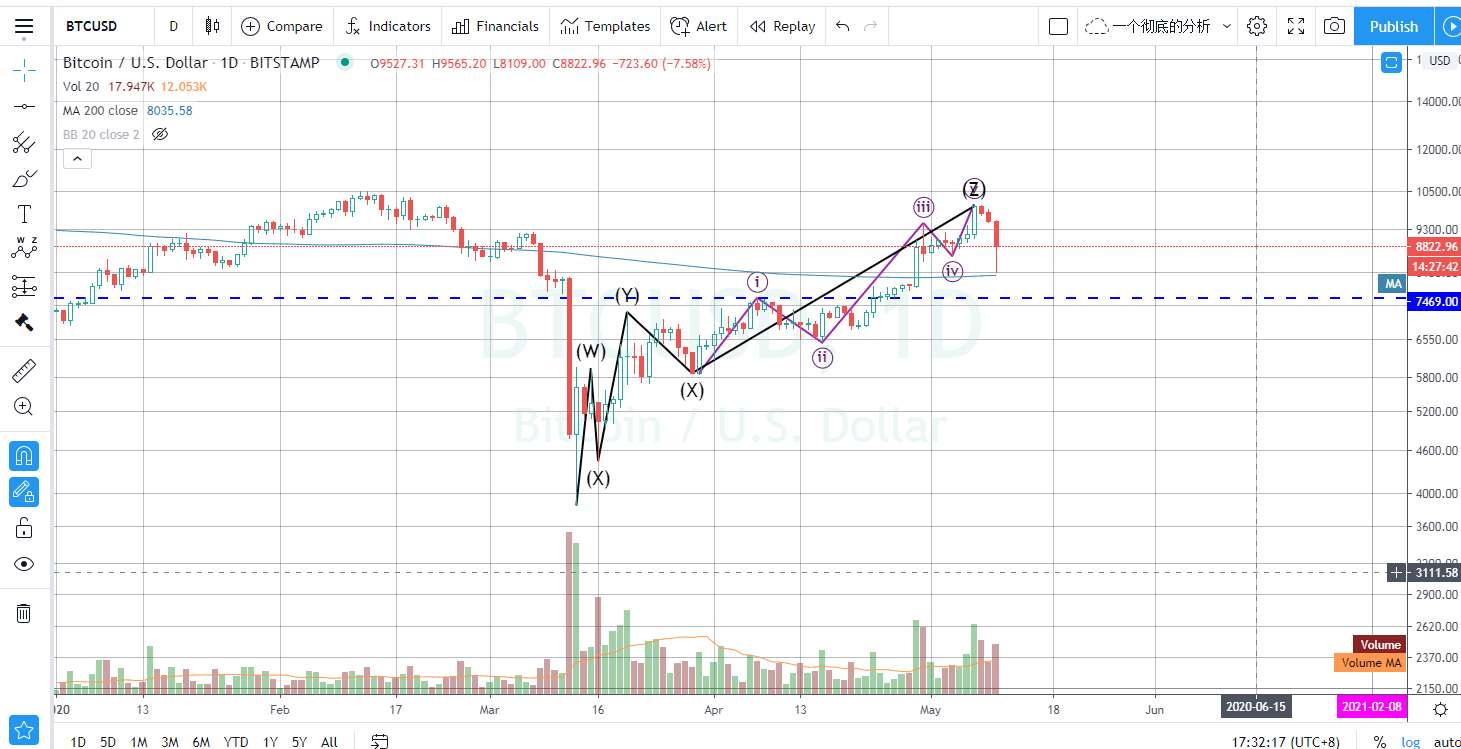 BTCUSD D Compare Indicators Financials Templates Alert Replay 一个彻底的分析 Publish
Bitcoin / U.S. Dollar · 1D · BITSTAMP O9527.31 H9565.20 L8109.00 C8822.96 −723.60 (−7.58%)
Vol 20 17.947K 12.053K
MA 200 close 8035.58
BB 20 close 2
USD
14000.00
12000.00
10500.00
9300.00
8822.96
14:27:42
MA
7469.00
6550.00
5800.00
5200.00
4600.00
4000.00
3600.00
3111.58
2900.00
2620.00
2370.00
2150.00
BTCUSD, 1D
Bitcoin / U.S. Dollar
(W)
(X)
(Y)
(X)
i
ii
iii
iv
(Z)
Volume
Volume MA
2020 13 Feb 17 Mar 16 Apr 13 May 18 Jun 2020-06-15 2021-02-08
1D 5D 1M 3M 6M YTD 1Y 5Y All 17:32:17 (UTC+8) % log auto